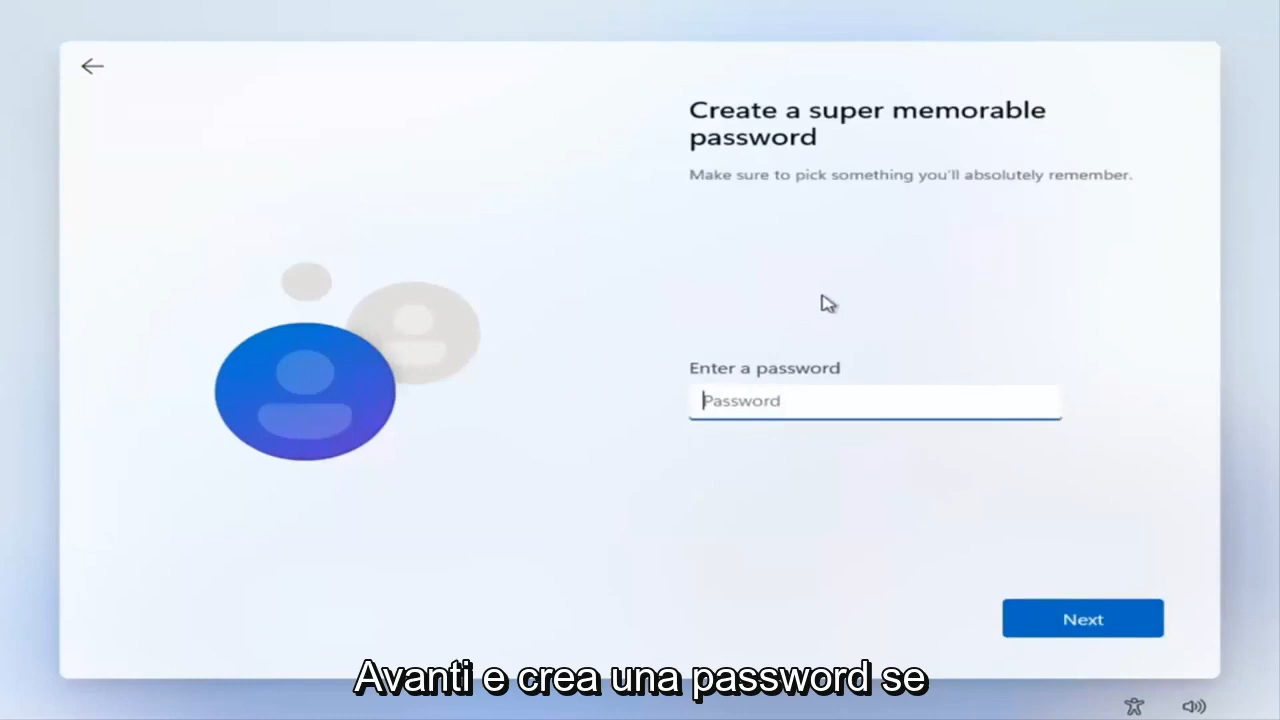 Create a super memorable
password
Make sure to pick something you'll absolutely remember.
Enter a password
Password
Next
Avanti e crea una password se